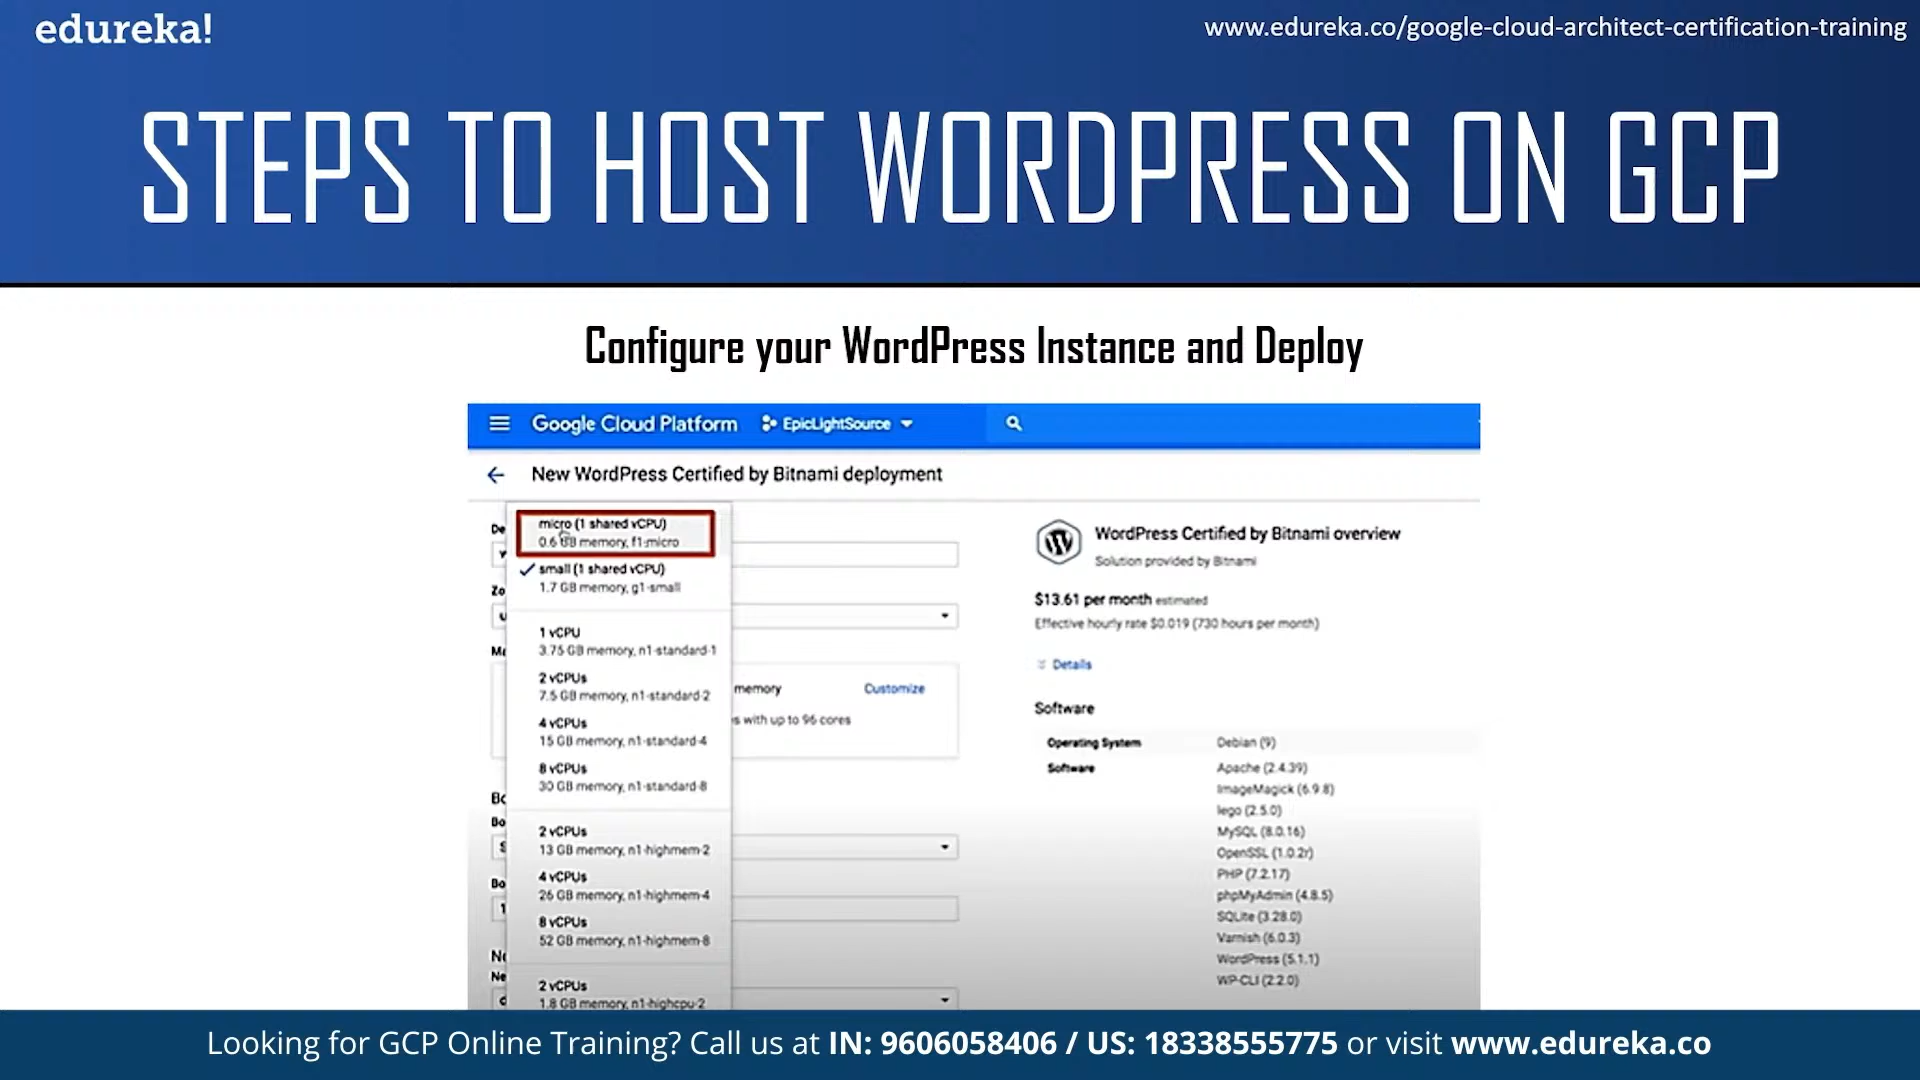 edureka!
www.edureka.co/google-cloud-architect-certification-training
STEPS TO HOST WORDPRESS ON GCP
Configure your WordPress Instance and Deploy
Google Cloud Platform
EpicLightSource
New WordPress Certified by Bitnami deployment
De
micro (1 shared vCPU)
0.6 GB memory, f1-micro
small (1 shared vCPU)
1.7 GB memory, g1-small
Zo
1 vCPU
3.75 GB memory, n1-standard-1
Ma
2 vCPUs
7.5 GB memory, n1-standard-2
4 vCPUs
15 GB memory, n1-standard-4
8 vCPUs
30 GB memory, n1-standard-8
Bo
Bo
2 vCPUs
13 GB memory, n1-highmem-2
S
4 vCPUs
26 GB memory, n1-highmem-4
Bo
1
8 vCPUs
52 GB memory, n1-highmem-8
Ne
Ne
2 vCPUs
1.8 GB memory, n1-highcpu-2
d
memory
Customize
s with up to 96 cores
WordPress Certified by Bitnami overview
Solution provided by Bitnami
$13.61 per month estimated
Effective hourly rate $0.019 (730 hours per month)
Details
Software
Operating System
Debian (9)
Software
Apache (2.4.39)
ImageMagick (6.9.8)
lego (2.5.0)
MySQL (8.0.16)
OpenSSL (1.0.2r)
PHP (7.2.17)
phpMyAdmin (4.8.5)
SQLite (3.28.0)
Varnish (6.0.3)
WordPress (5.1.1)
WP-CLI (2.2.0)
Looking for GCP Online Training? Call us at IN: 9606058406 / US: 18338555775 or visit www.edureka.co